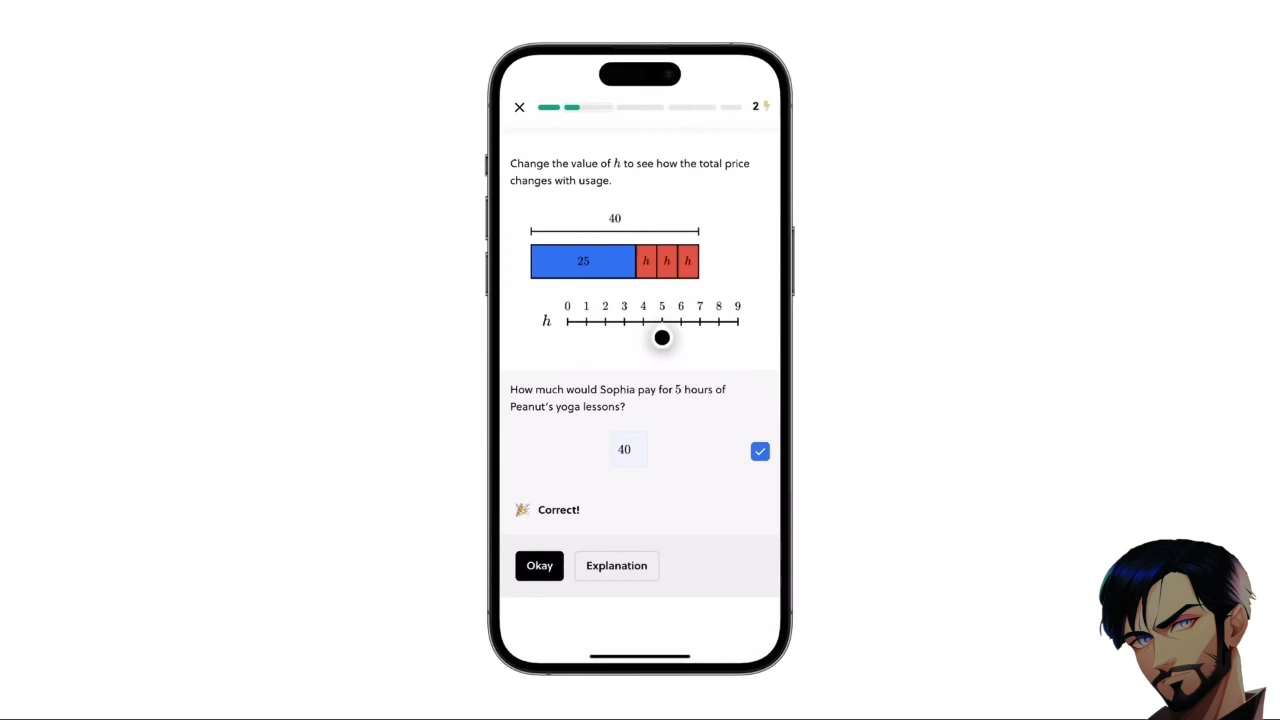 2
Change the value of h to see how the total price
changes with usage.
40
25 h h h
0 1 2 3 4 5 6 7 8 9
h
How much would Sophia pay for 5 hours of
Peanut's yoga lessons?
40
Correct!
Okay Explanation